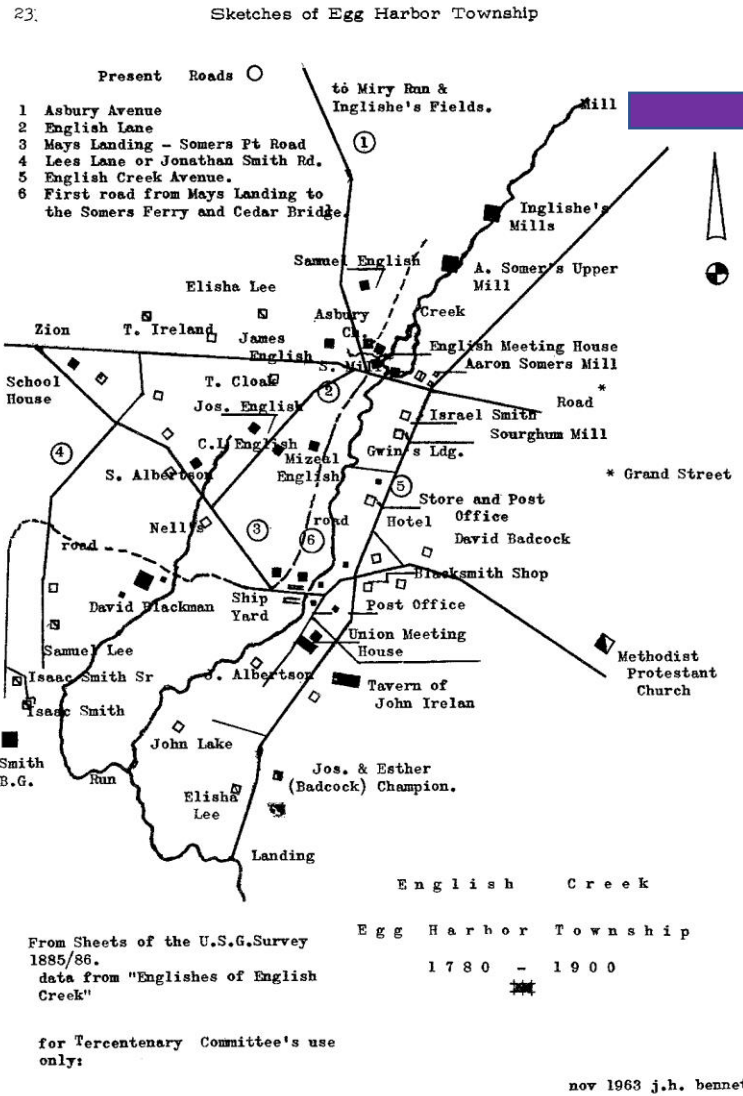 23.
Sketches of Egg Harbor Township
Present Roads
1 Asbury Avenue
2 English Lane
3 Mays Landing - Somers Pt Road
4 Lees Lane or Jonathan Smith Rd.
5 English Creek Avenue.
6 First road from Mays Landing to
the Somers Ferry and Cedar Bridge.
to Miry Run &
Inglishe's Fields.
Mill
1
Inglishe's
Mills
Samuel English
A. Somer's Upper
Mill
Elisha Lee
Asbury
Ch.
Creek
Zion
T. Ireland
James
English
English Meeting House
S. Mill
Aaron Somers Mill
School
House
T. Cloak
2
Road *
Jos. English
Israel Smith
Sourghum Mill
4
C.L English
Mizeal
English
Gwin's Ldg.
S. Albertson
5
* Grand Street
Store and Post
Office
Nell's
3
6
road
Hotel
David Badcock
road
Blacksmith Shop
David Blackman
Ship
Yard
Post Office
Samuel Lee
Union Meeting
House
Methodist
Protestant
Church
Isaac Smith Sr
J. Albertson
Tavern of
John Irelan
Isaac Smith
John Lake
Smith
B.G.
Run
Jos. & Esther
(Badcock) Champion.
Elisha
Lee
Landing
English Creek
Egg Harbor Township
1780 - 1900
From Sheets of the U.S.G.Survey
1885/86.
data from "Englishes of English
Creek"
for Tercentenary Committee's use
only:
nov 1963 j.h. bennet